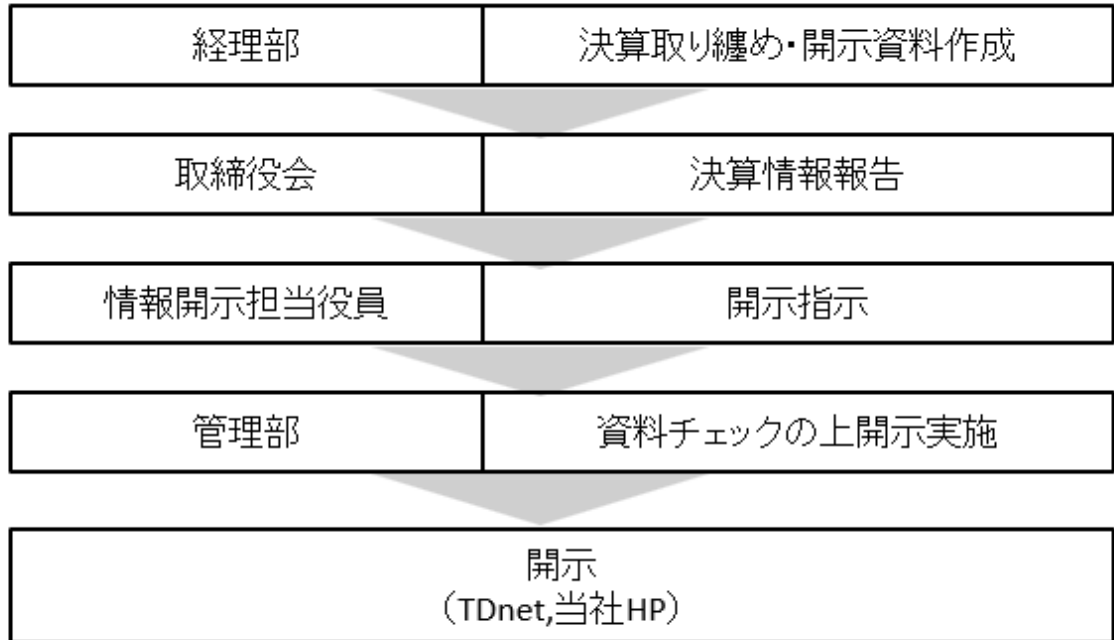 経理部 決算取り纏め・開示資料作成
取締役会 決算情報報告
情報開示担当役員 開示指示
管理部 資料チェックの上開示実施
開示
（TDnet,当社HP）